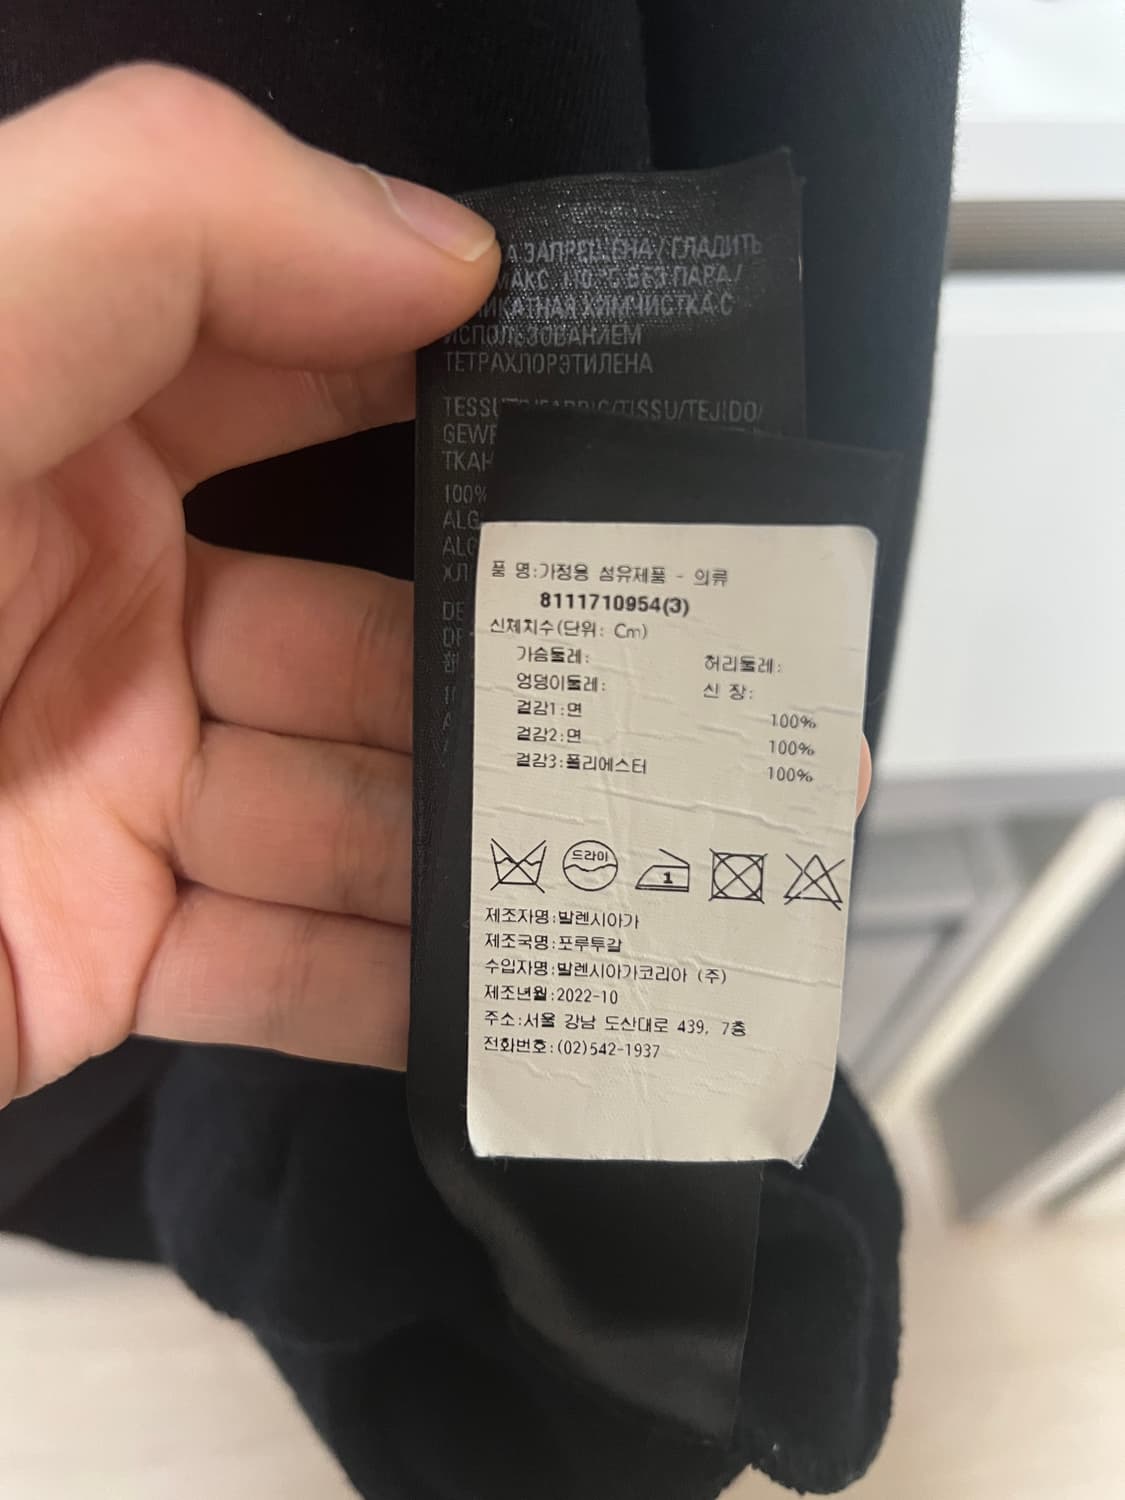 А ЗАПРЕЩЕНА / ГЛАДИТЬ
МАКС. 110 °C БЕЗ ПАРА /
ИКАТНАЯ ХИМЧИСТКА С
ИСПОЛЬЗОВАНИЕМ
ТЕТРАХЛОРЭТИЛЕНА
/TISSU/TEJIDO/
100%
품 명:가정용 섬유제품 - 의류
8111710954(3)
신체치수(단위: Cm)
가슴둘레: 허리둘레:
엉덩이둘레: 신 장:
겉감1:면 100%
겉감2:면 100%
겉감3:폴리에스터 100%
드라이
1
제조자명:발렌시아가
제조국명:포루투갈
수입자명:발렌시아가코리아 (주)
제조년월:2022-10
주소:서울 강남 도산대로 439, 7층
전화번호:(02)542-1937